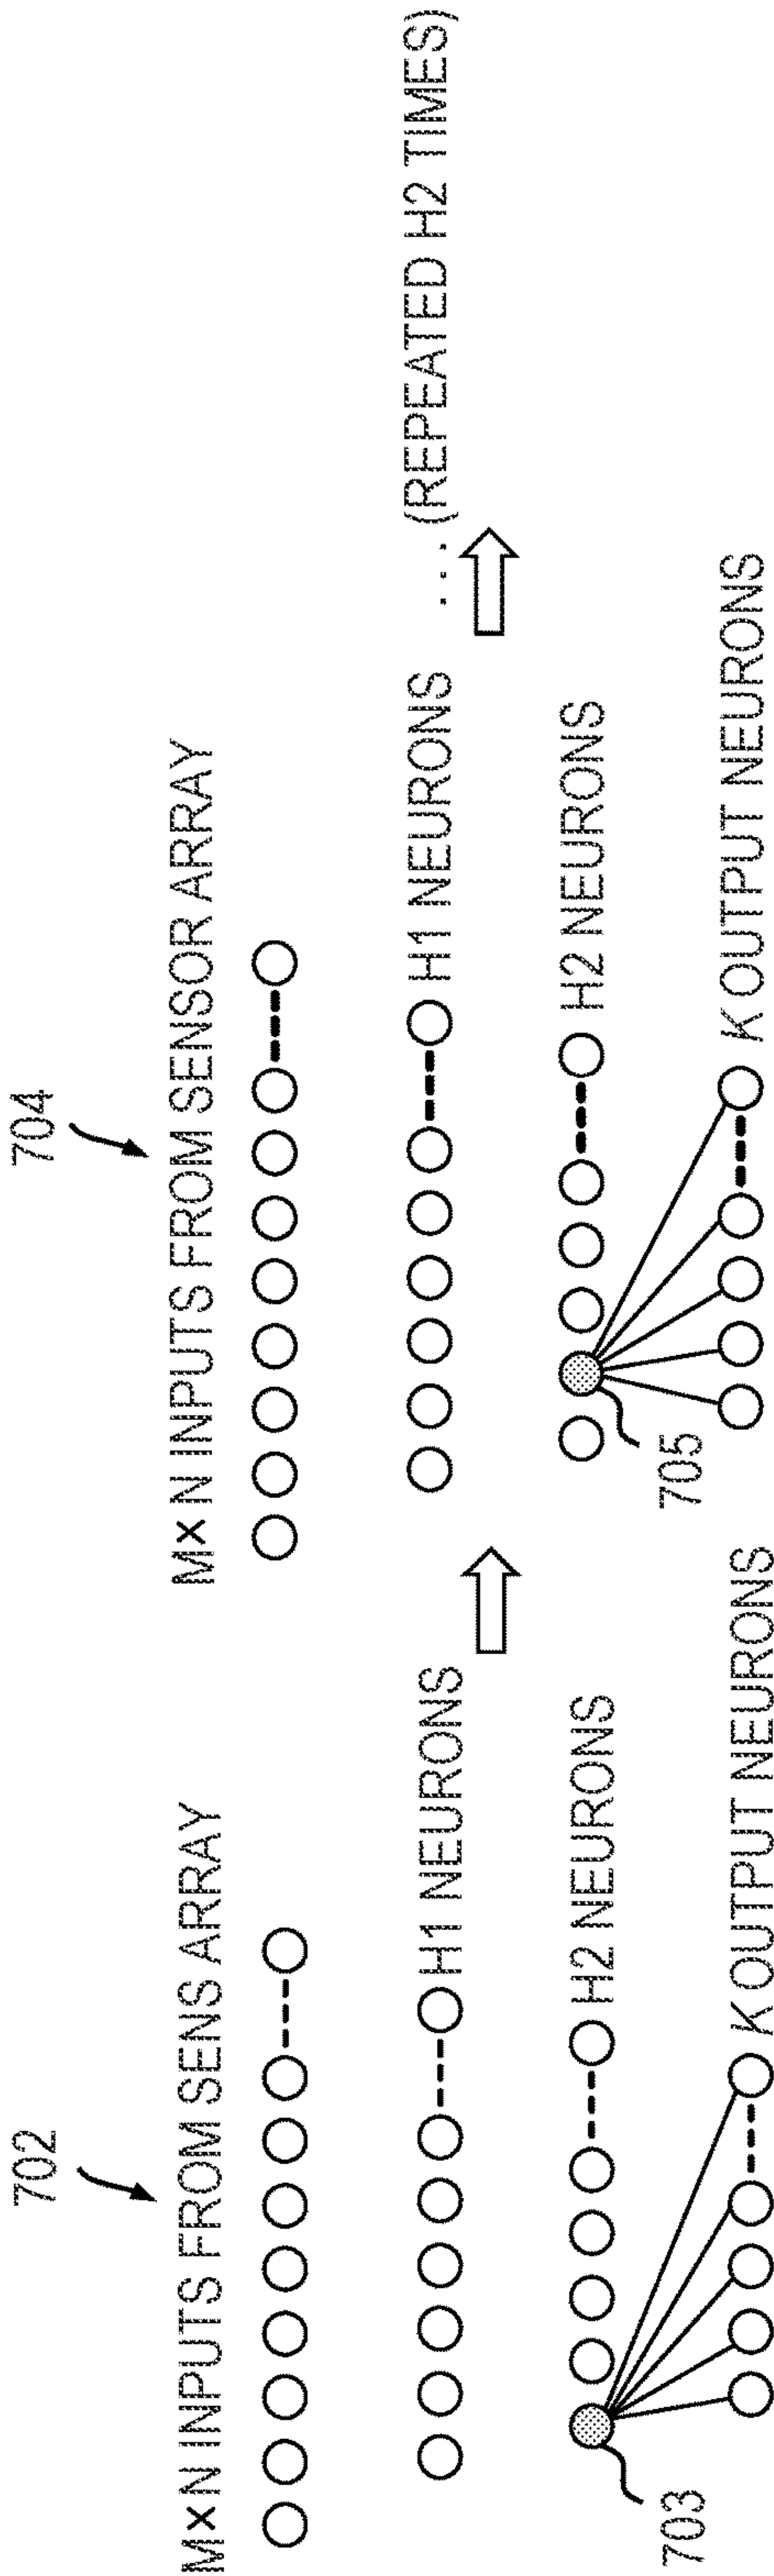 702
M×N INPUTS FROM SENS ARRAY
H1 NEURONS
H2 NEURONS
703
K OUTPUT NEURONS
704
M×N INPUTS FROM SENSOR ARRAY
H1 NEURONS
H2 NEURONS
705
K OUTPUT NEURONS
... (REPEATED H2 TIMES)